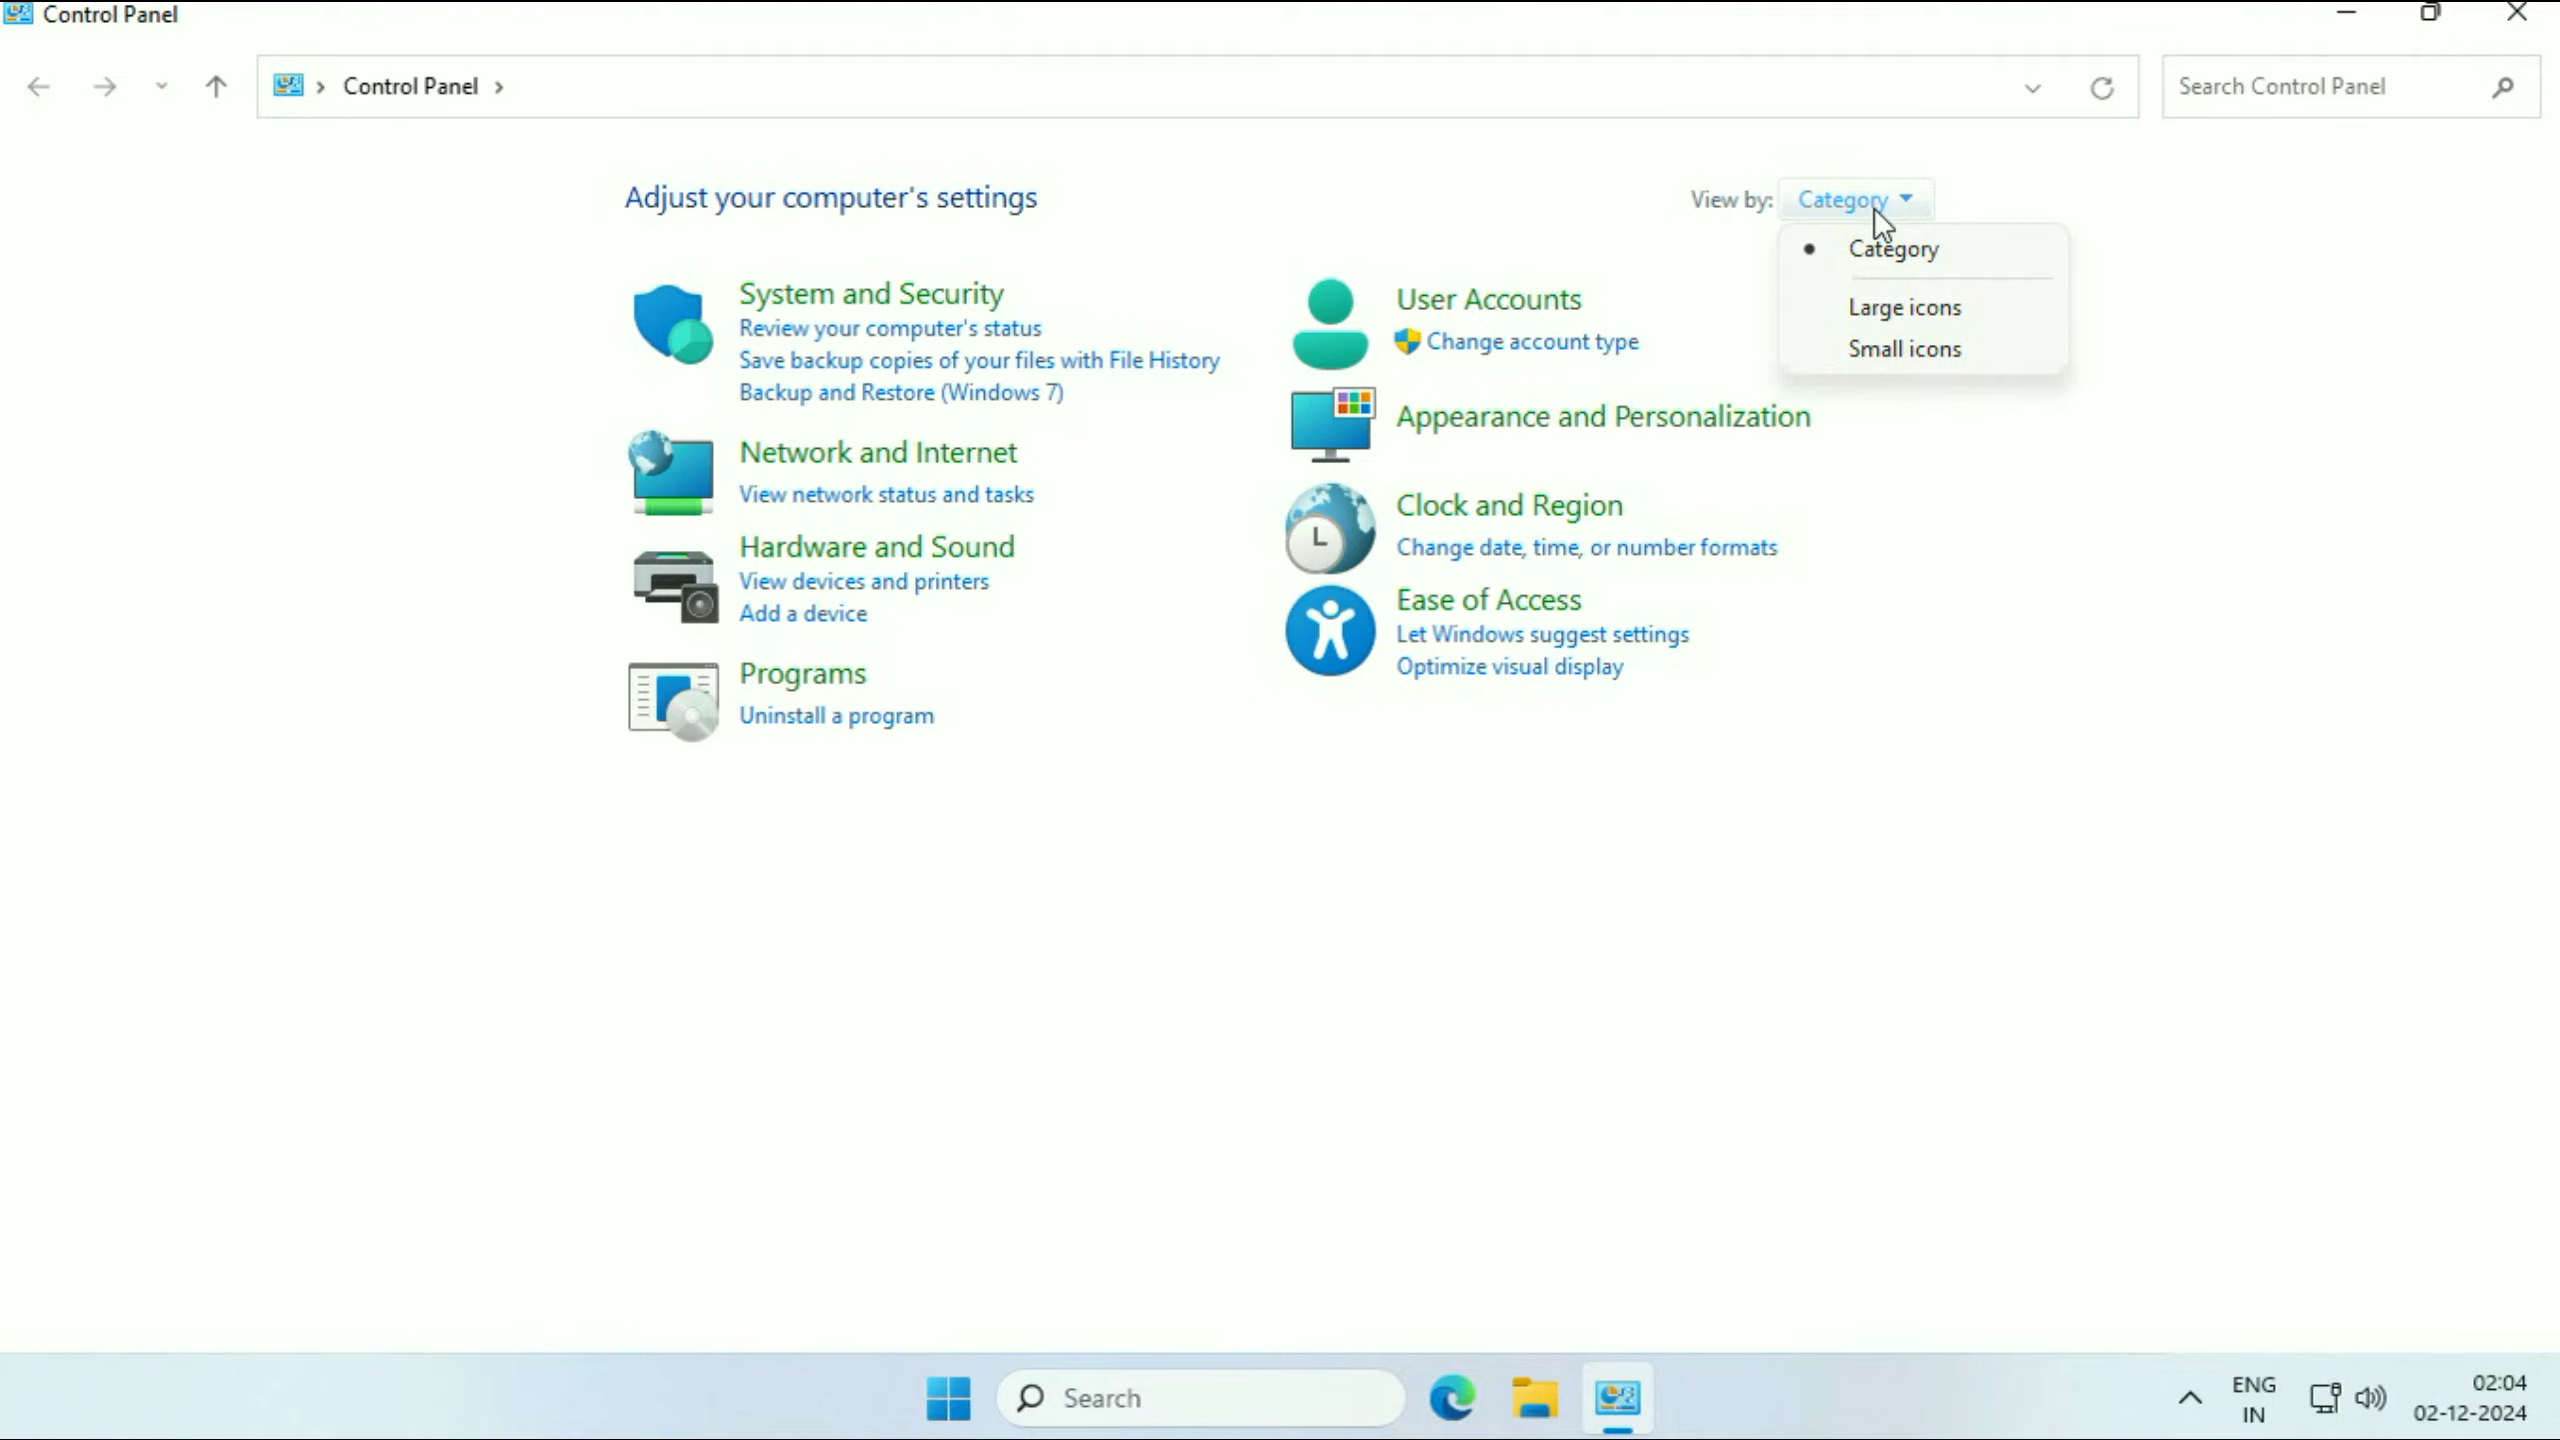 Control Panel
Control Panel
Search Control Panel
Adjust your computer's settings
View by: Category
Category
Large icons
Small icons
System and Security
Review your computer's status
Save backup copies of your files with File History
Backup and Restore (Windows 7)
Network and Internet
View network status and tasks
Hardware and Sound
View devices and printers
Add a device
Programs
Uninstall a program
User Accounts
Change account type
Appearance and Personalization
Clock and Region
Change date, time, or number formats
Ease of Access
Let Windows suggest settings
Optimize visual display
Search
ENG
IN
02:04
02-12-2024